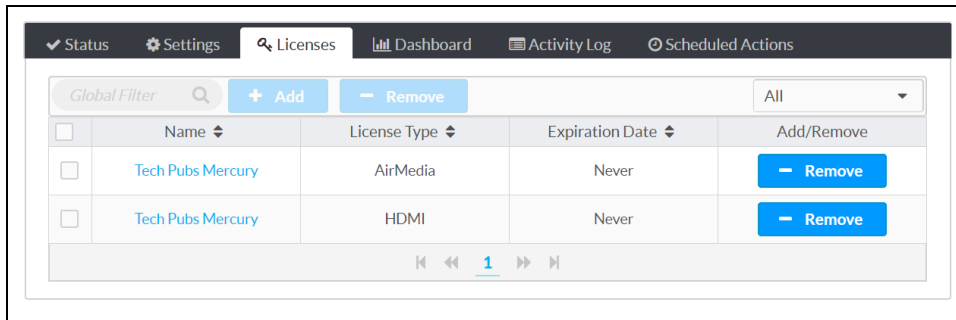 Status Settings Licenses Dashboard Activity Log Scheduled Actions
Global Filter + Add − Remove All
Name License Type Expiration Date Add/Remove
Tech Pubs Mercury AirMedia Never − Remove
Tech Pubs Mercury HDMI Never − Remove
1